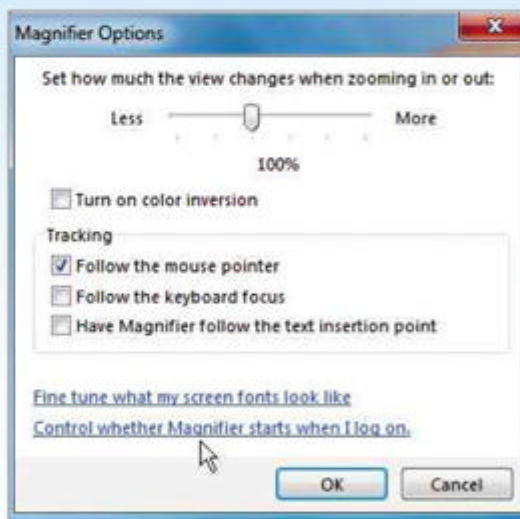 Magnifier Options
Set how much the view changes when zooming in or out:
Less More
100%
Turn on color inversion
Tracking
Follow the mouse pointer
Follow the keyboard focus
Have Magnifier follow the text insertion point
Fine tune what my screen fonts look like
Control whether Magnifier starts when I log on.
OK Cancel